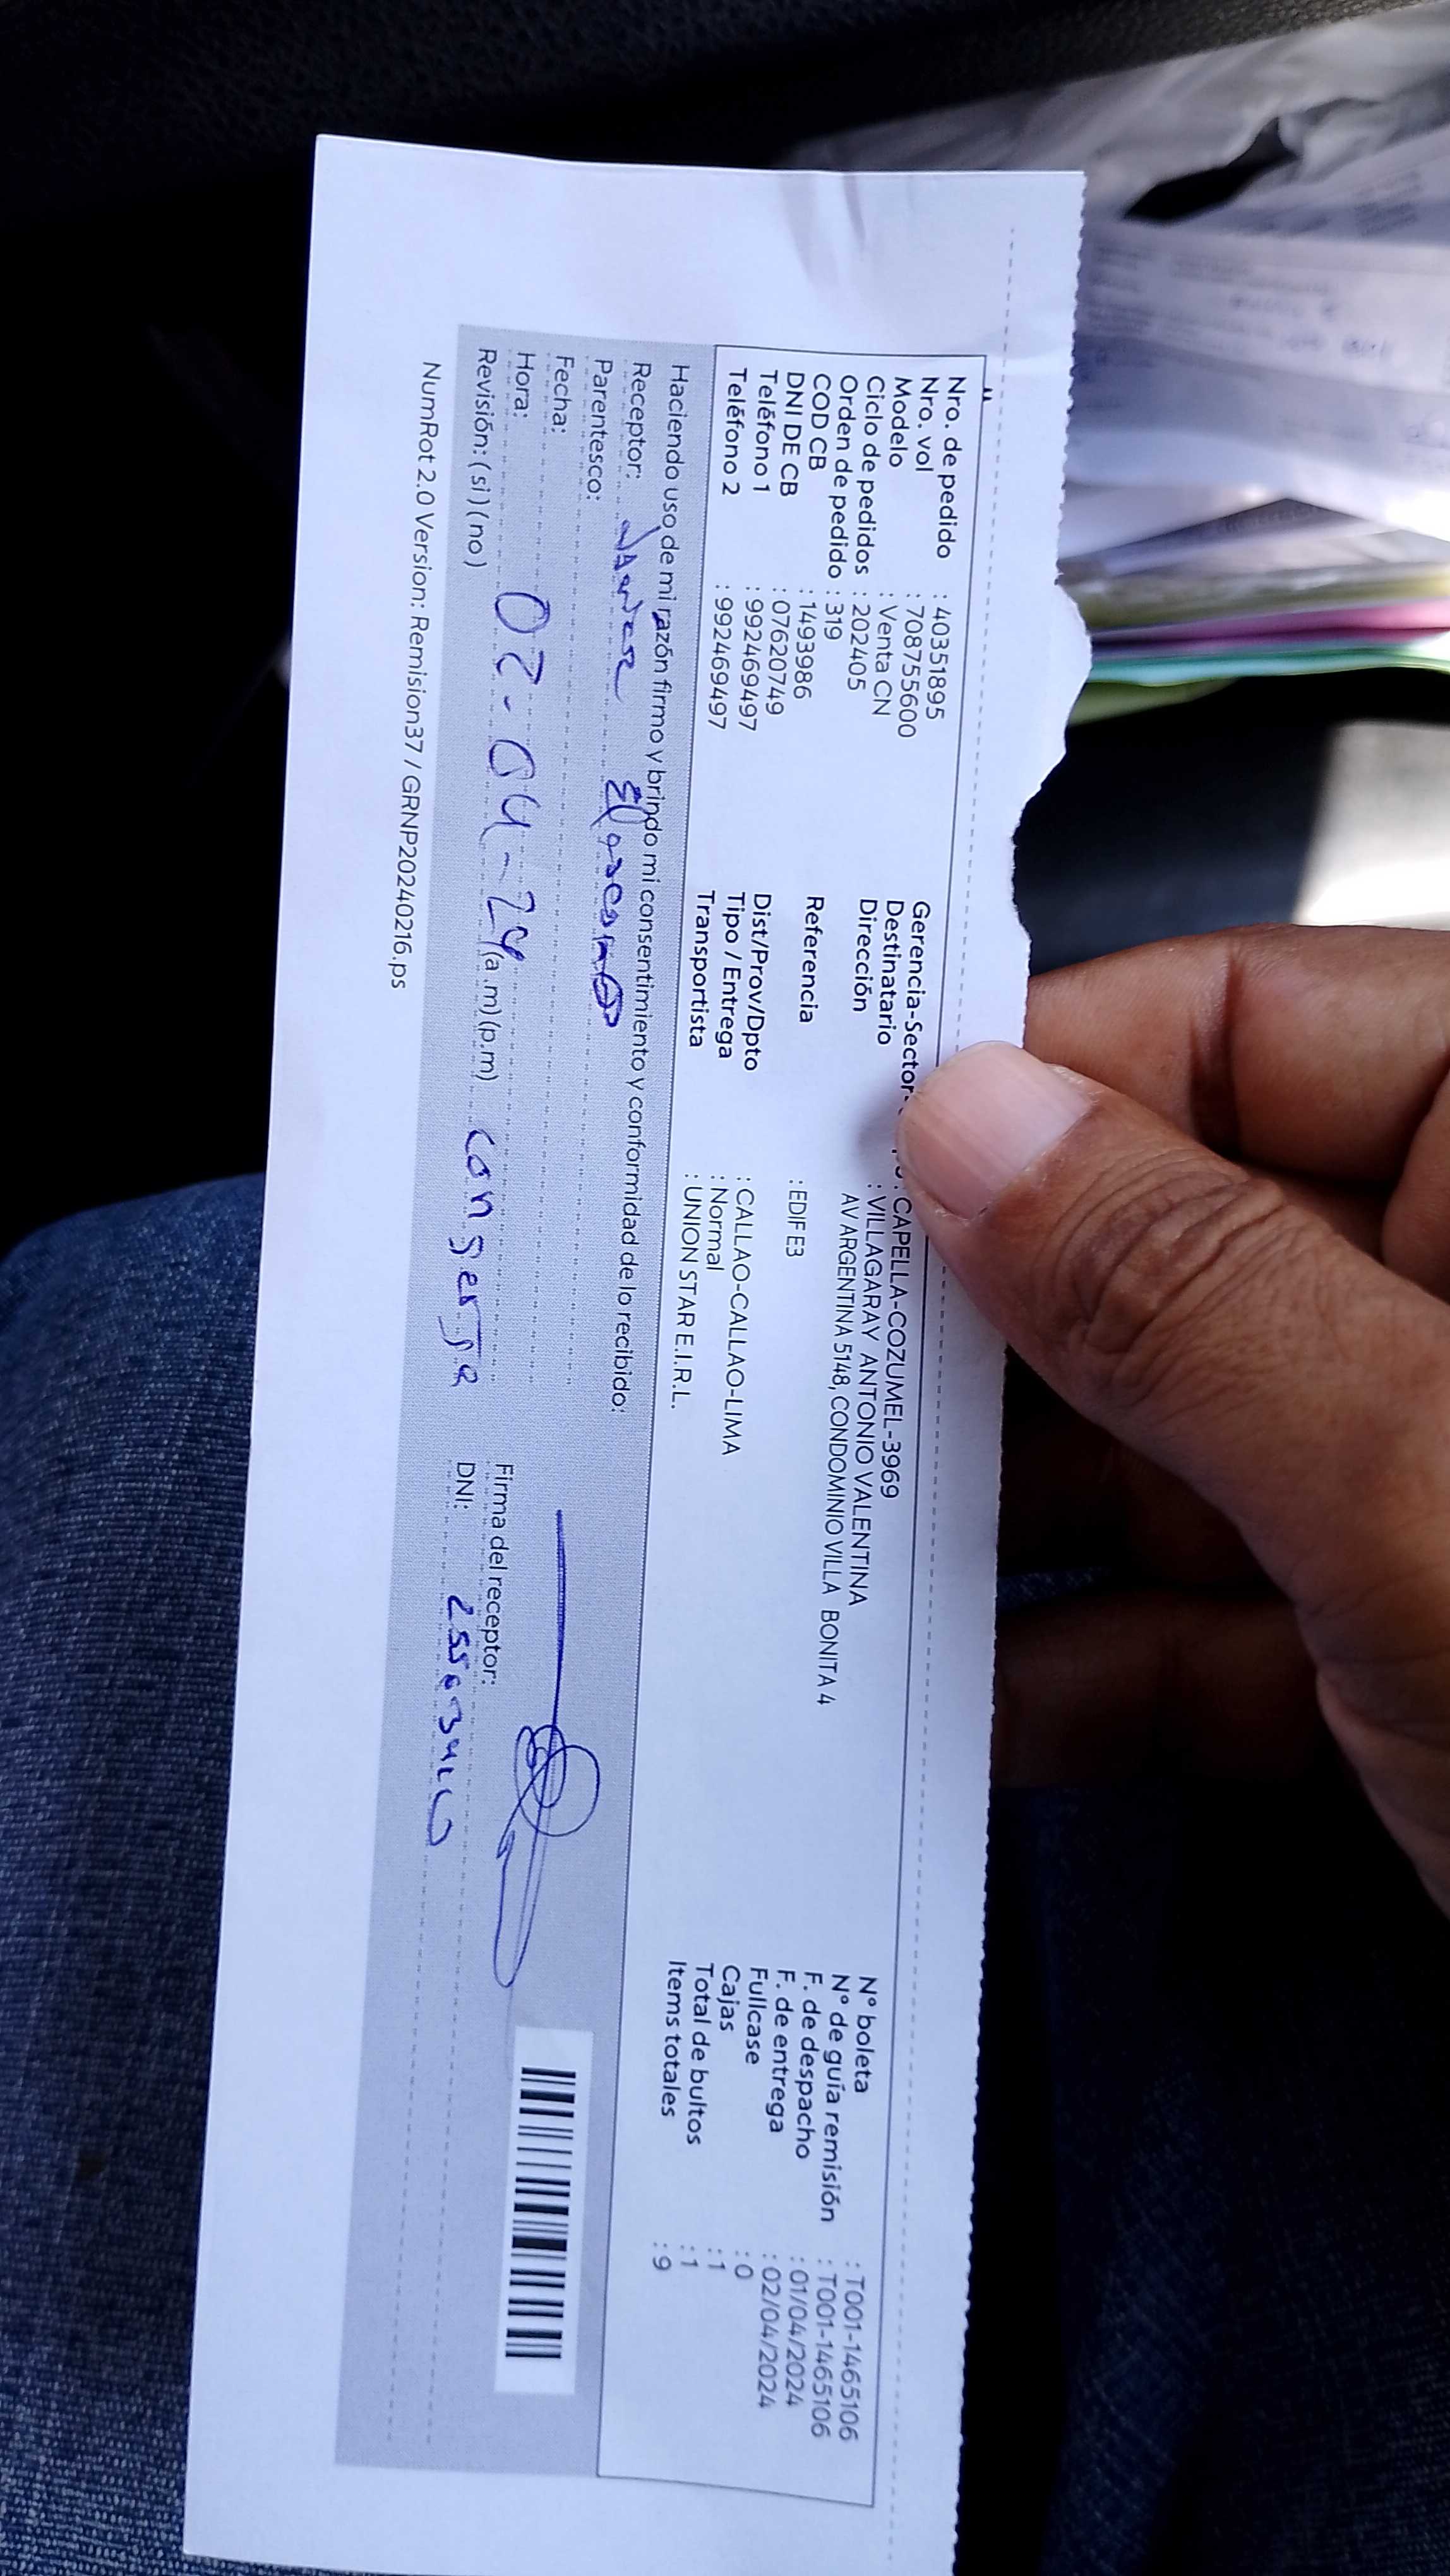 Nro. de pedido : 40351895
Nro. vol : 708755600
Modelo : Venta CN
Ciclo de pedidos : 202405
Orden de pedido : 319
COD CB : 1493986
DNI DE CB : 07620749
Teléfono 1 : 992469497
Teléfono 2 : 992469497
Gerencia-Sector- : CAPELLA-COZUMEL-3969
Destinatario : VILLAGARAY ANTONIO VALENTINA
Dirección AV ARGENTINA 5148, CONDOMINIO VILLA BONITA 4
Referencia : EDIF E3
Dist/Prov/Dpto : CALLAO-CALLAO-LIMA
Tipo / Entrega : Normal
Transportista : UNION STAR E.I.R.L.
N° boleta : T001-1465106
N° de guía remisión : T001-1465106
F. de despacho : 01/04/2024
F. de entrega : 02/04/2024
Fullcase : 0
Cajas : 1
Total de bultos : 1
Items totales : 9
Haciendo uso de mi razón firmo y brindo mi consentimiento y conformidad de lo recibido:
Receptor:
Parentesco:
Fecha:
Hora: 02-04-24 (a.m) (p.m)
Revisión: (si) (no)
Firma del receptor:
DNI:
NumRot 2.0 Version: Remision37 / GRNP20240216.ps